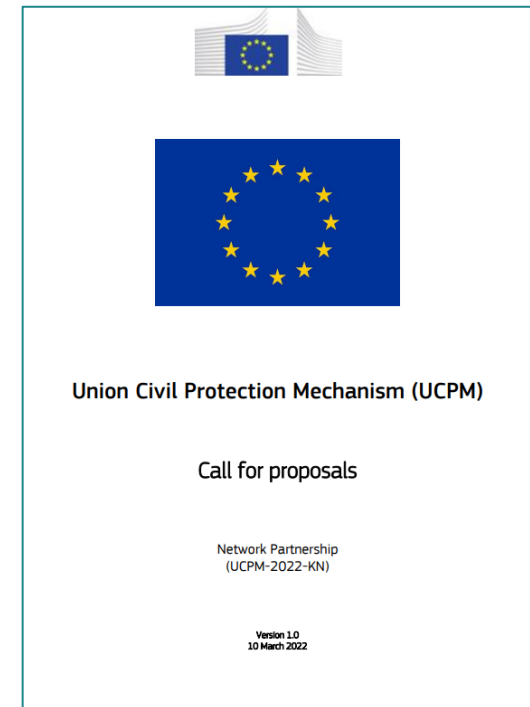 Union Civil Protection Mechanism (UCPM)
Call for proposals
Network Partnership
(UCPM-2022-KN)
Version 1.0
10 March 2022